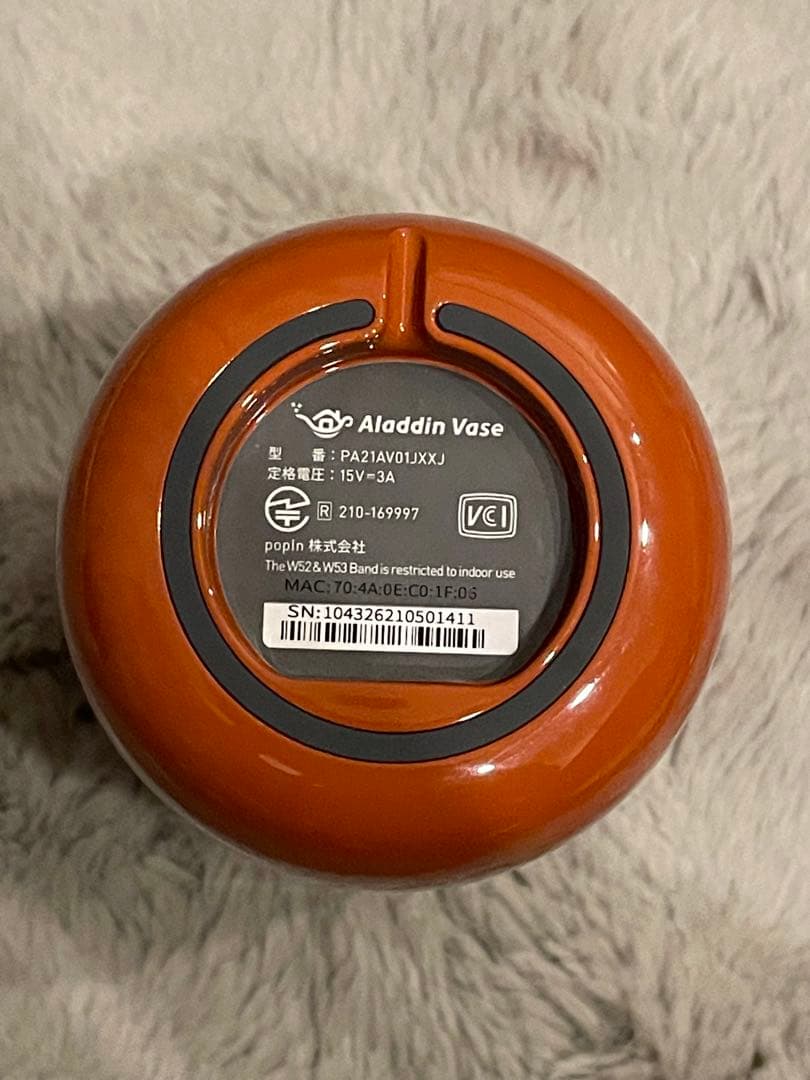 Aladdin Vase
型 番：PA21AV01JXXJ
定格電圧：15V⎓3A
R 210-169997 VCCI
popIn 株式会社
The W52 & W53 Band is restricted to indoor use
MAC:70:4A:0E:C0:1F:06
SN:104326210501411